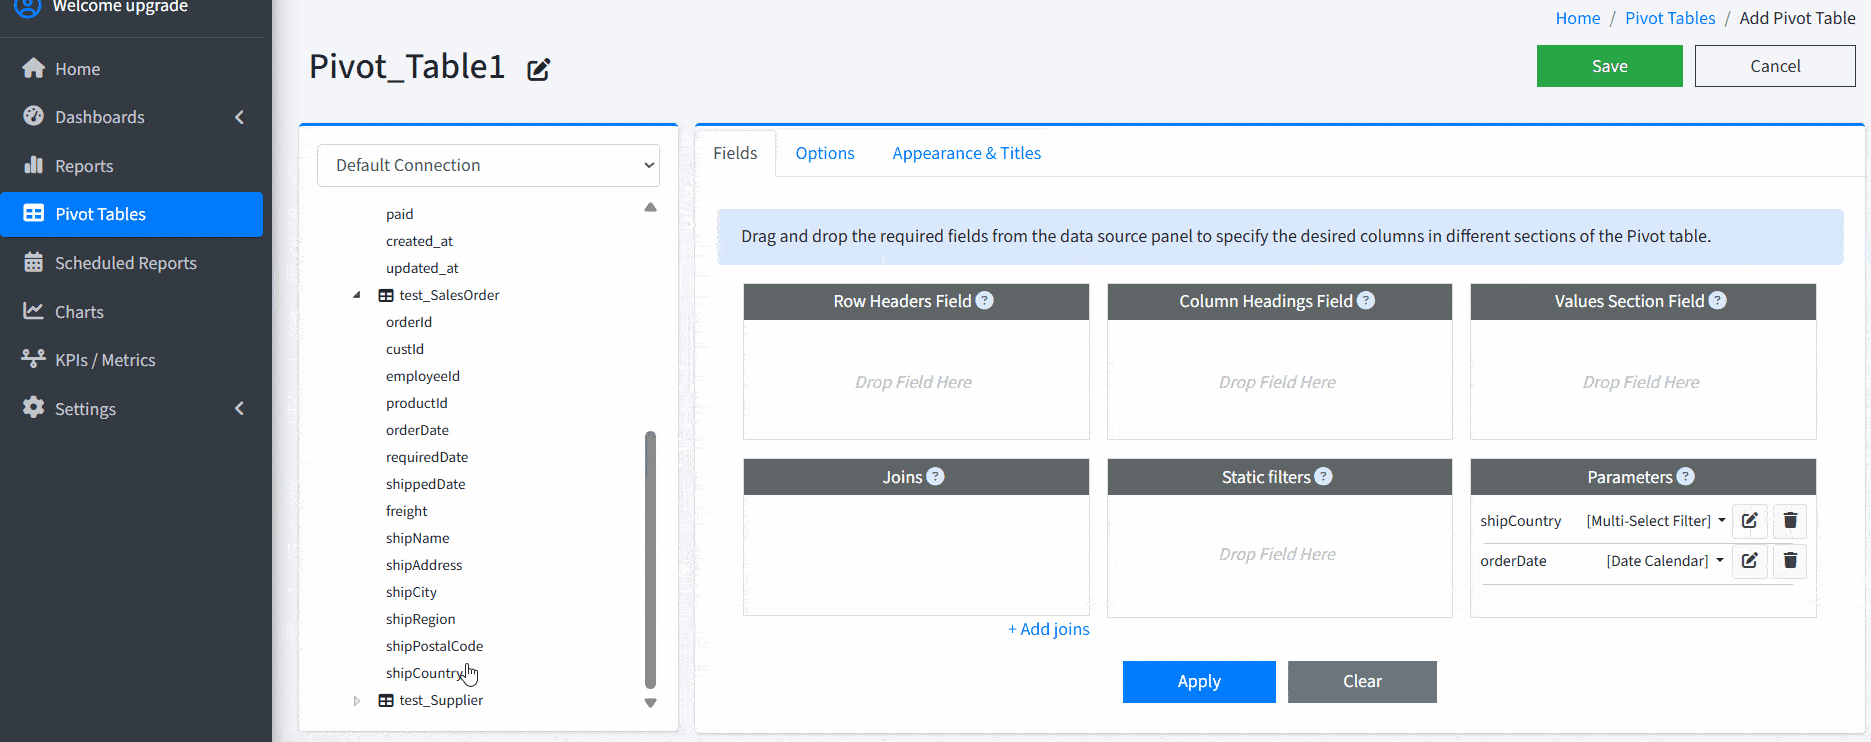 Welcome upgrade
Home
Dashboards
Reports
Pivot Tables
Scheduled Reports
Charts
KPIs / Metrics
Settings
Home / Pivot Tables / Add Pivot Table
Pivot_Table1
Save
Cancel
Default Connection
paid
created_at
updated_at
test_SalesOrder
orderId
custId
employeeId
productId
orderDate
requiredDate
shippedDate
freight
shipName
shipAddress
shipCity
shipRegion
shipPostalCode
shipCountry
test_Supplier
Fields
Options
Appearance & Titles
Drag and drop the required fields from the data source panel to specify the desired columns in different sections of the Pivot table.
Row Headers Field ?
Drop Field Here
Column Headings Field ?
Drop Field Here
Values Section Field ?
Drop Field Here
Joins ?
+ Add joins
Static filters ?
Drop Field Here
Parameters ?
shipCountry [Multi-Select Filter]
orderDate [Date Calendar]
Apply
Clear